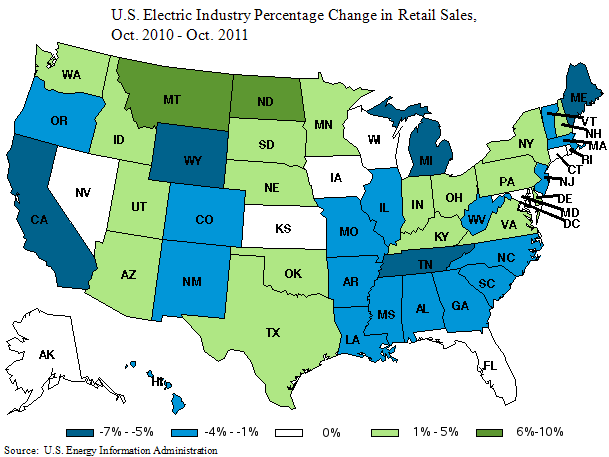 U.S. Electric Industry Percentage Change in Retail Sales,
Oct. 2010 - Oct. 2011
WA
MT
ND
MN
ME
OR
ID
SD
WI
MI
VT
NH
MA
RI
CT
NY
WY
NE
IA
PA
NJ
DE
MD
DC
NV
UT
CO
KS
IL
IN
OH
WV
VA
CA
MO
KY
AZ
NM
OK
AR
TN
NC
SC
TX
LA
MS
AL
GA
FL
AK
HI
-7% - -5%
-4% - -1%
0%
1% - 5%
6%-10%
Source: U.S. Energy Information Administration